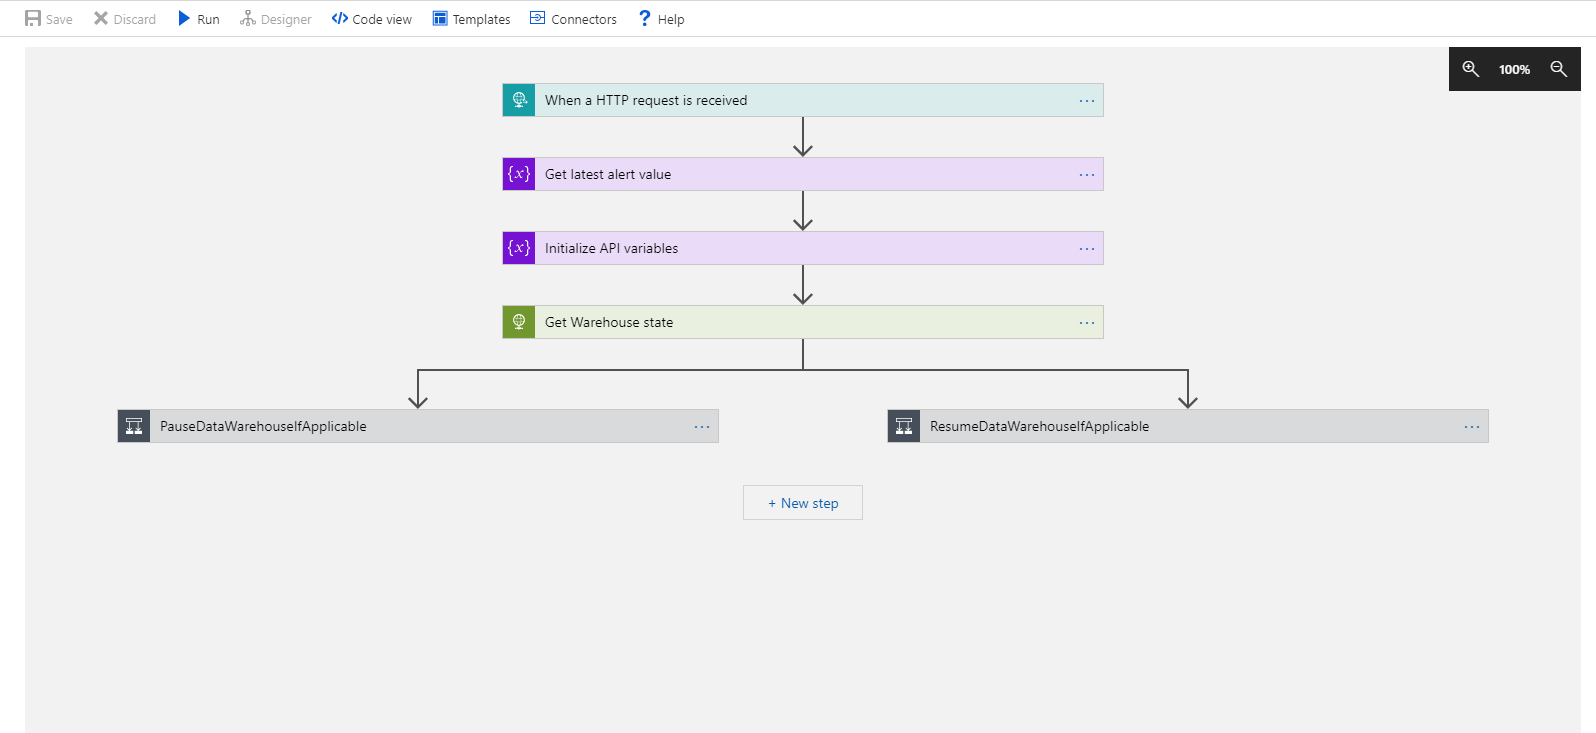 Save Discard Run Designer Code view Templates Connectors ? Help
100%
When a HTTP request is received ...
{x} Get latest alert value ...
{x} Initialize API variables ...
Get Warehouse state ...
PauseDataWarehouseIfApplicable ... ResumeDataWarehouseIfApplicable ...
+ New step